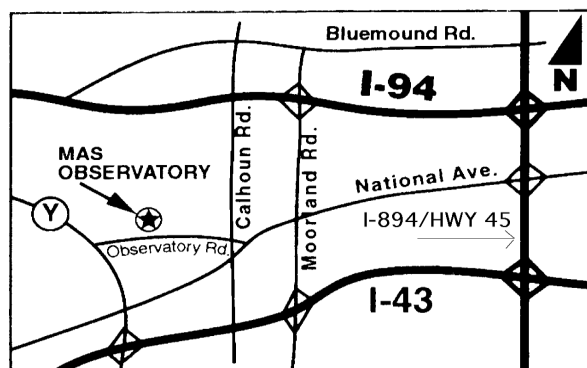 Bluemound Rd.
N
I-94
MAS
OBSERVATORY
Calhoun Rd.
Moorland Rd.
National Ave.
Y
I-894/HWY 45
Observatory Rd.
I-43